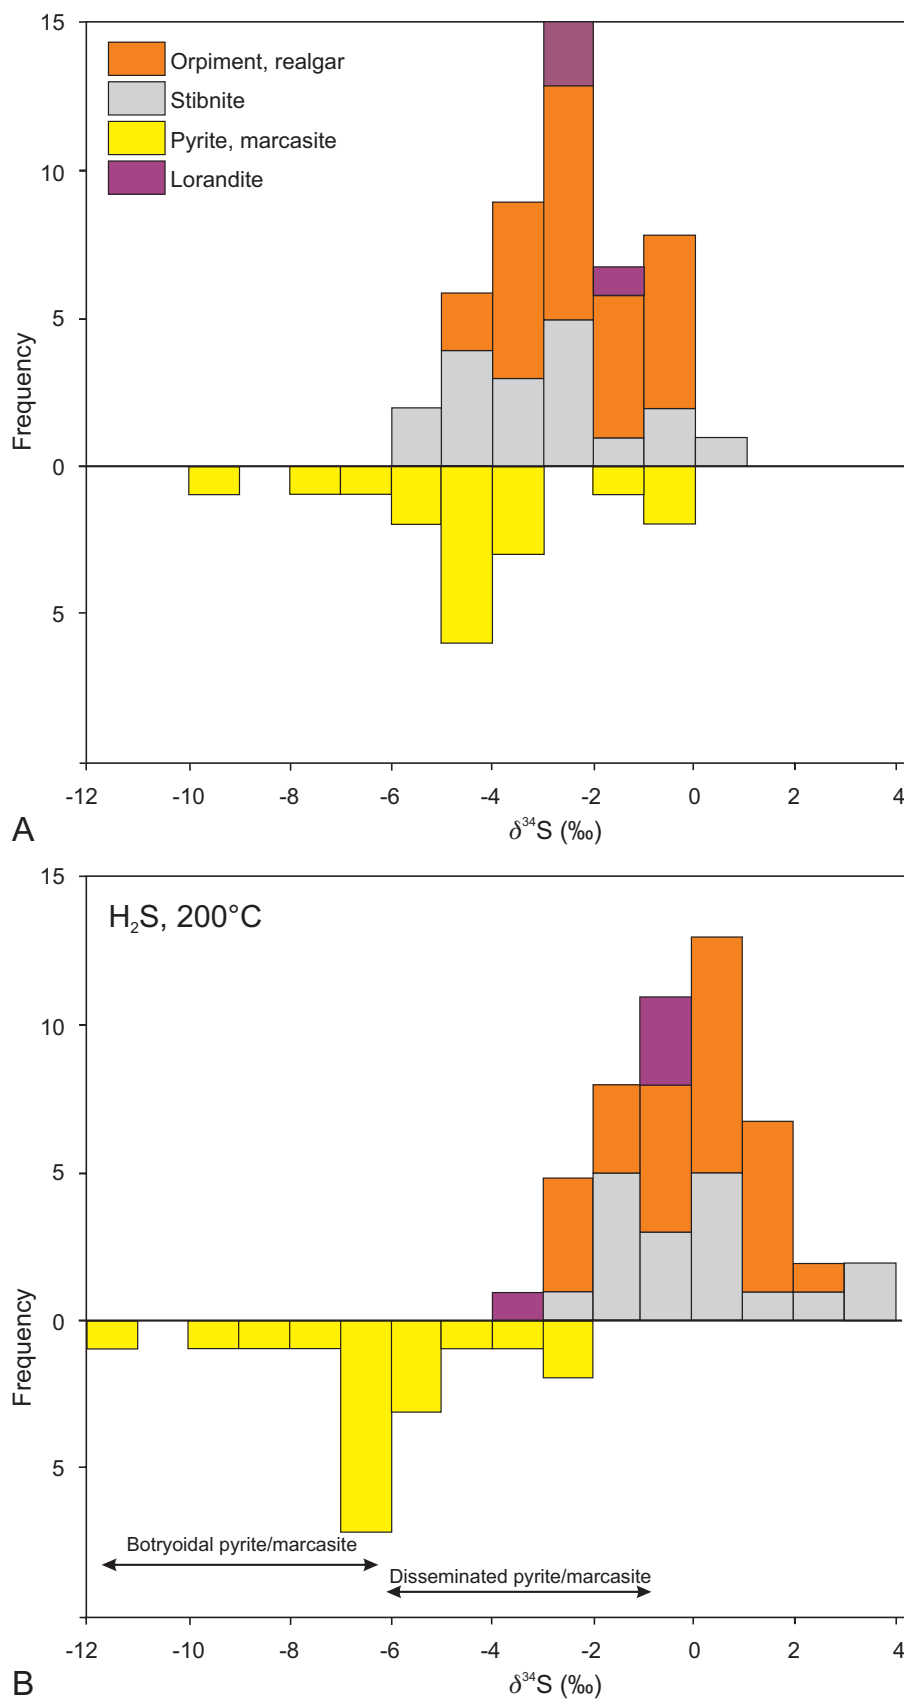 15
Orpiment, realgar
Stibnite
Pyrite, marcasite
Lorandite
10
5
Frequency
0
5
-12 -10 -8 -6 -4 -2 0 2 4
A
δ³⁴S (‰)
15
H₂S, 200°C
10
5
Frequency
0
5
Botryoidal pyrite/marcasite
Disseminated pyrite/marcasite
-12 -10 -8 -6 -4 -2 0 2 4
B
δ³⁴S (‰)